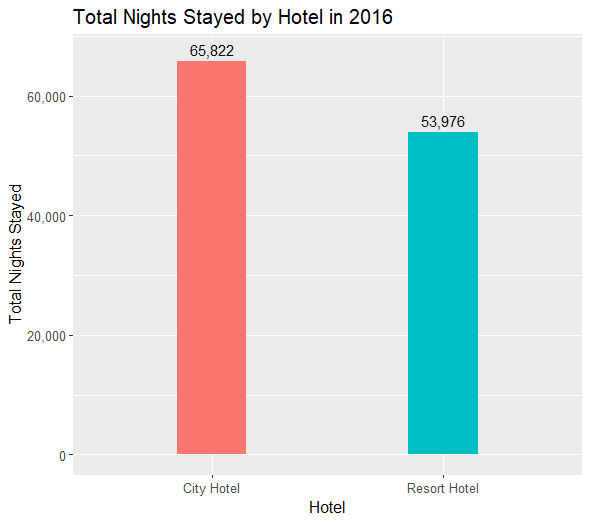 Total Nights Stayed by Hotel in 2016
65,822
53,976
60,000
40,000
20,000
0
Total Nights Stayed
City Hotel
Resort Hotel
Hotel